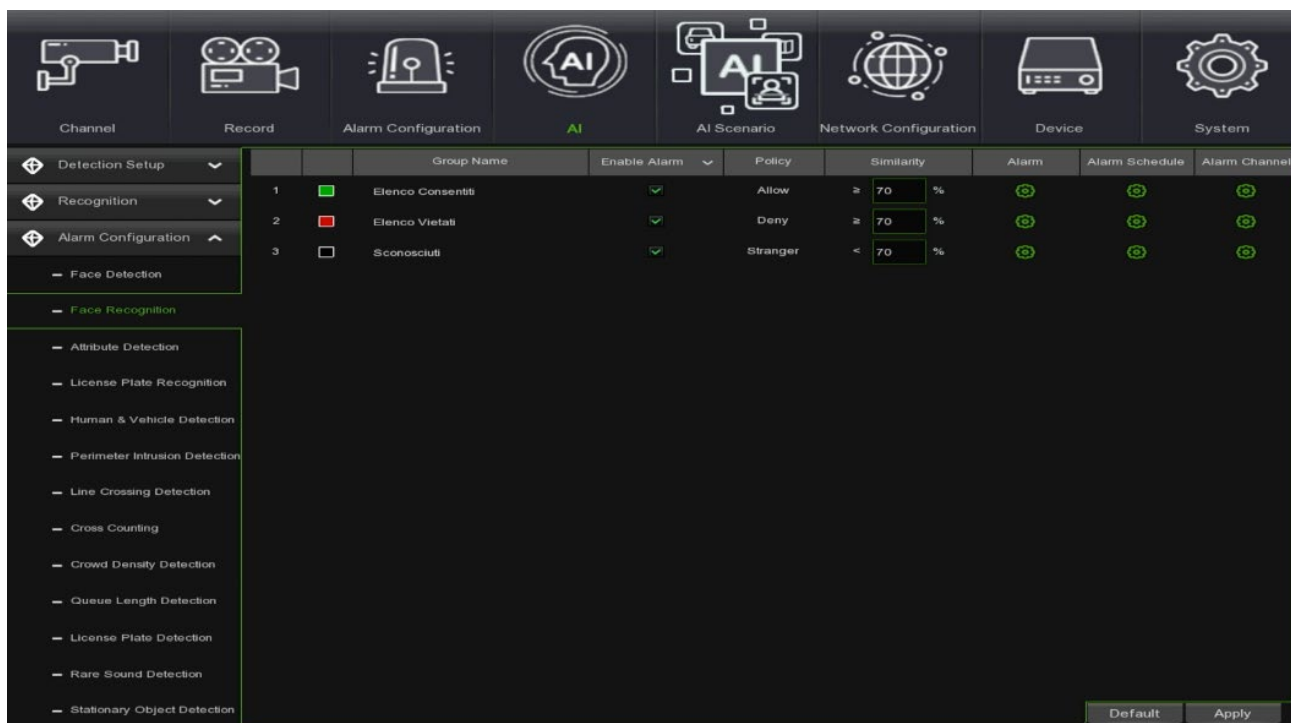 Channel Record Alarm Configuration AI AI Scenario Network Configuration Device System
AI
AI
Detection Setup
Recognition
Alarm Configuration
Face Detection
Face Recognition
Attribute Detection
License Plate Recognition
Human & Vehicle Detection
Perimeter Intrusion Detection
Line Crossing Detection
Cross Counting
Crowd Density Detection
Queue Length Detection
License Plate Detection
Rare Sound Detection
Stationary Object Detection
Group Name Enable Alarm Policy Similarity Alarm Alarm Schedule Alarm Channel
1 Elenco Consentiti Allow ≥ 70 %
2 Elenco Vietati Deny ≥ 70 %
3 Sconosciuti Stranger < 70 %
Default Apply